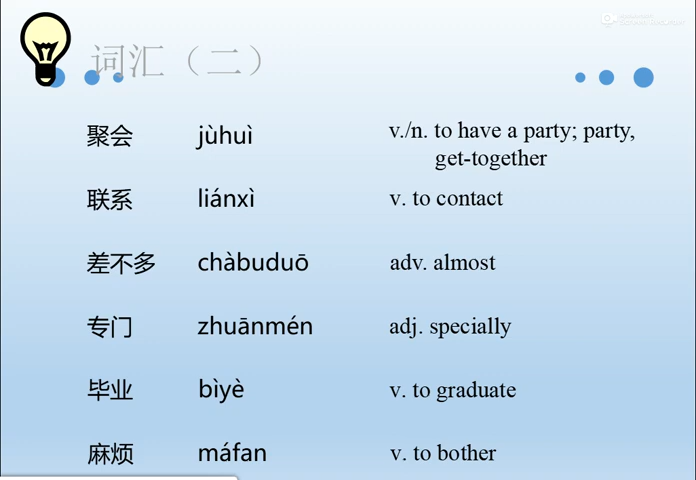 词汇（二）
聚会 jùhuì v./n. to have a party; party,
get-together
联系 liánxì v. to contact
差不多 chàbuduō adv. almost
专门 zhuānmén adj. specially
毕业 bìyè v. to graduate
麻烦 máfan v. to bother